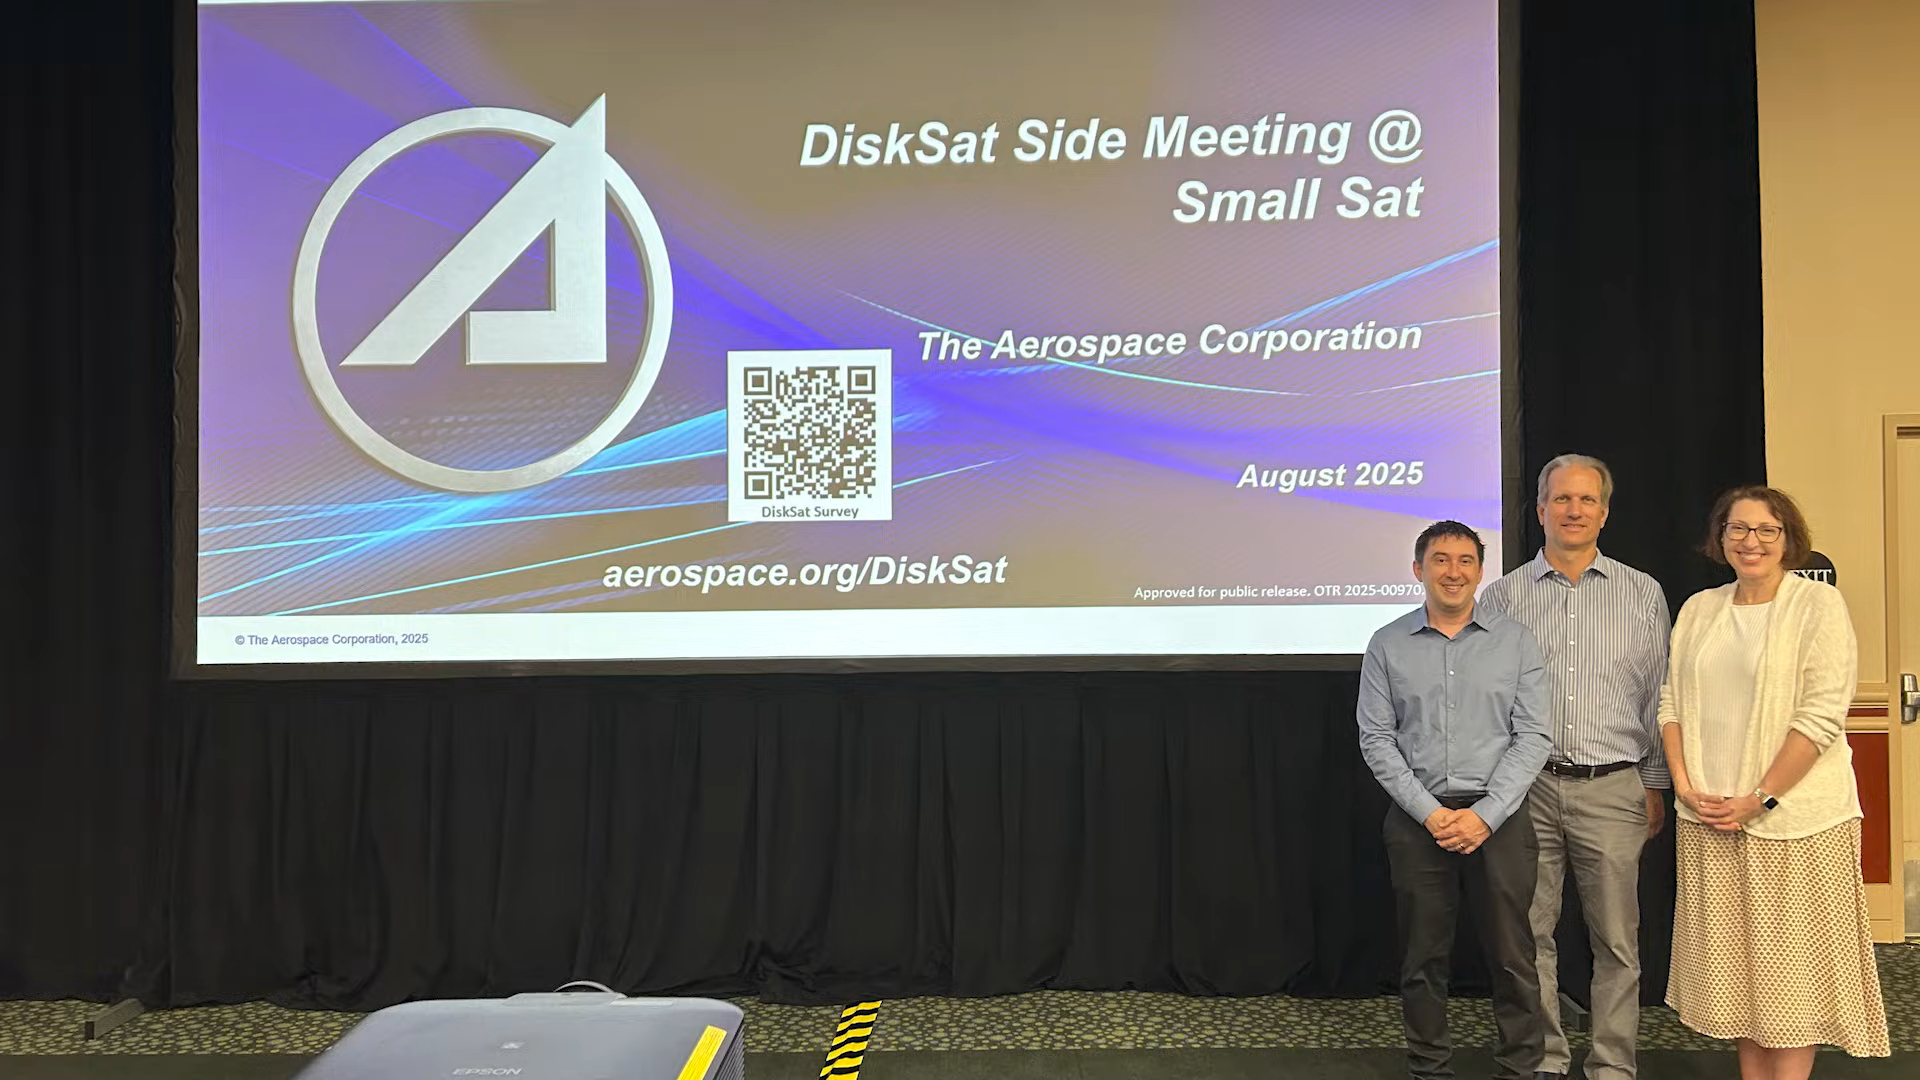 DiskSat Side Meeting @
Small Sat
The Aerospace Corporation
DiskSat Survey
August 2025
aerospace.org/DiskSat
Approved for public release. OTR 2025-00970.
© The Aerospace Corporation, 2025
EXIT
EPSON